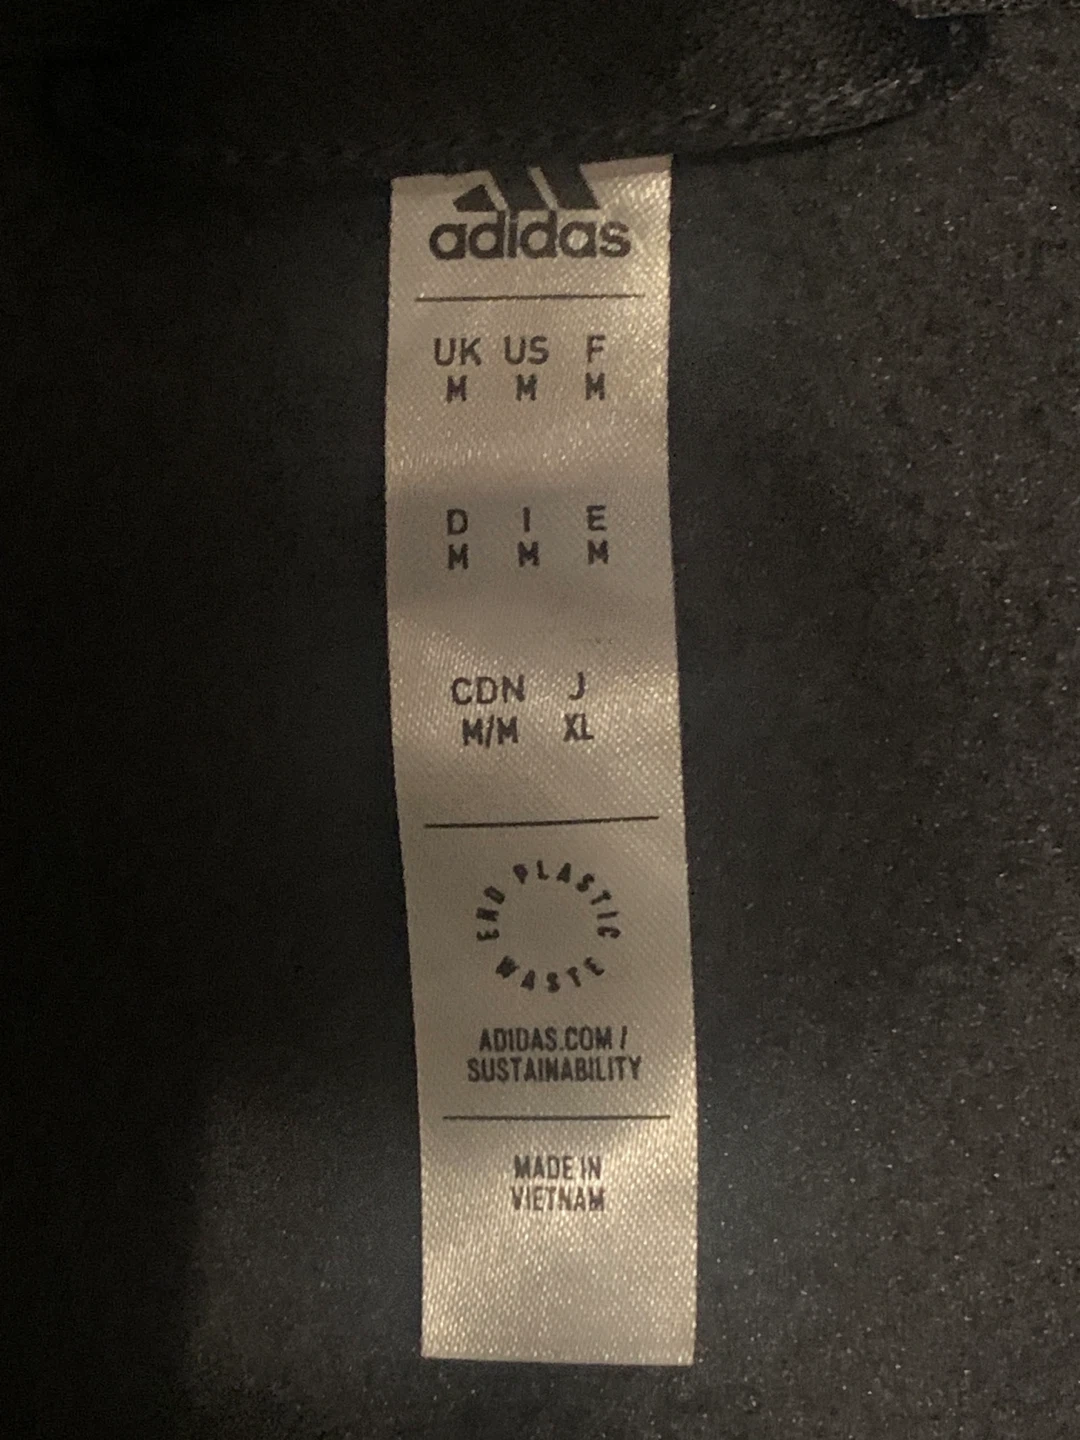 adidas
UK US F
M M M
D I E
M M M
CDN J
M/M XL
END PLASTIC WASTE
ADIDAS.COM /
SUSTAINABILITY
MADE IN
VIETNAM